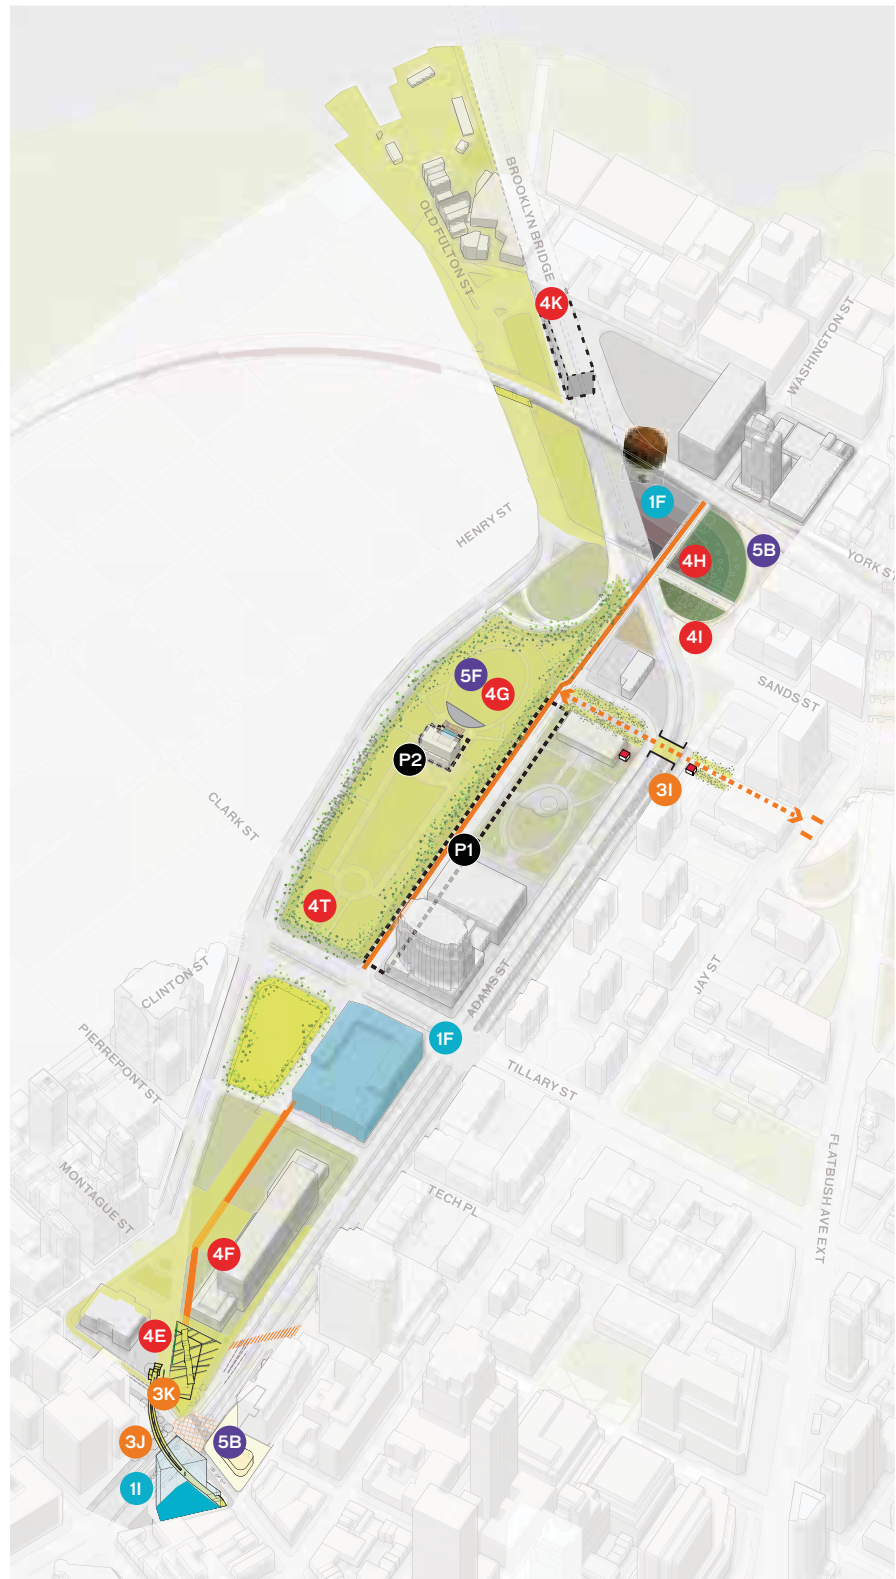 BROOKLYN BRIDGE
OLD FULTON ST
4K
WASHINGTON ST
1F
HENRY ST
4H
5B
YORK ST
4I
5F
4G
SANDS ST
P2
3I
CLARK ST
P1
4T
CLINTON ST
ADAMS ST
JAY ST
PIERREPONT ST
1F
TILLARY ST
FLATBUSH AVE EXT
MONTAGUE ST
TECH PL
4F
4E
3K
3J
5B
1I